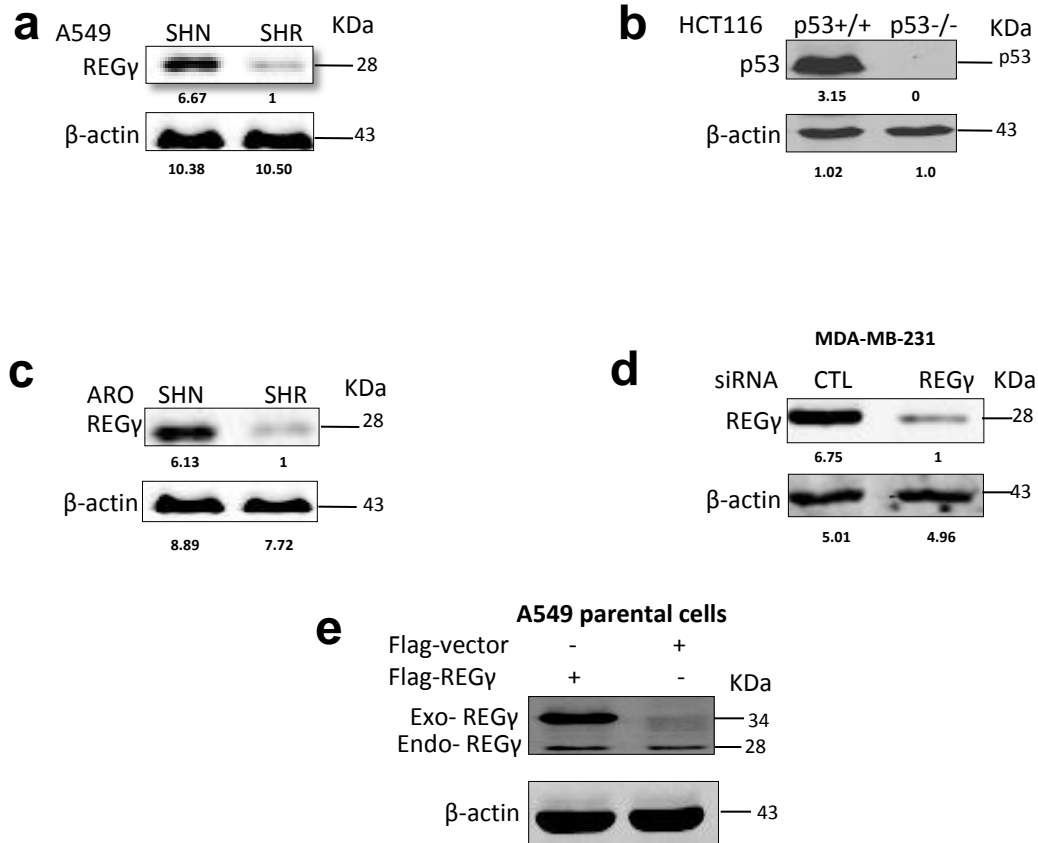 a
A549 SHN SHR KDa
REGγ 28
6.67 1
β-actin 43
10.38 10.50
b
HCT116 p53+/+ p53-/- KDa
p53 p53
3.15 0
β-actin 43
1.02 1.0
c
ARO SHN SHR KDa
REGγ 28
6.13 1
β-actin 43
8.89 7.72
d
MDA-MB-231
siRNA CTL REGγ KDa
REGγ 28
6.75 1
β-actin 43
5.01 4.96
e
A549 parental cells
Flag-vector - +
Flag-REGγ + - KDa
Exo- REGγ 34
Endo- REGγ 28
β-actin 43